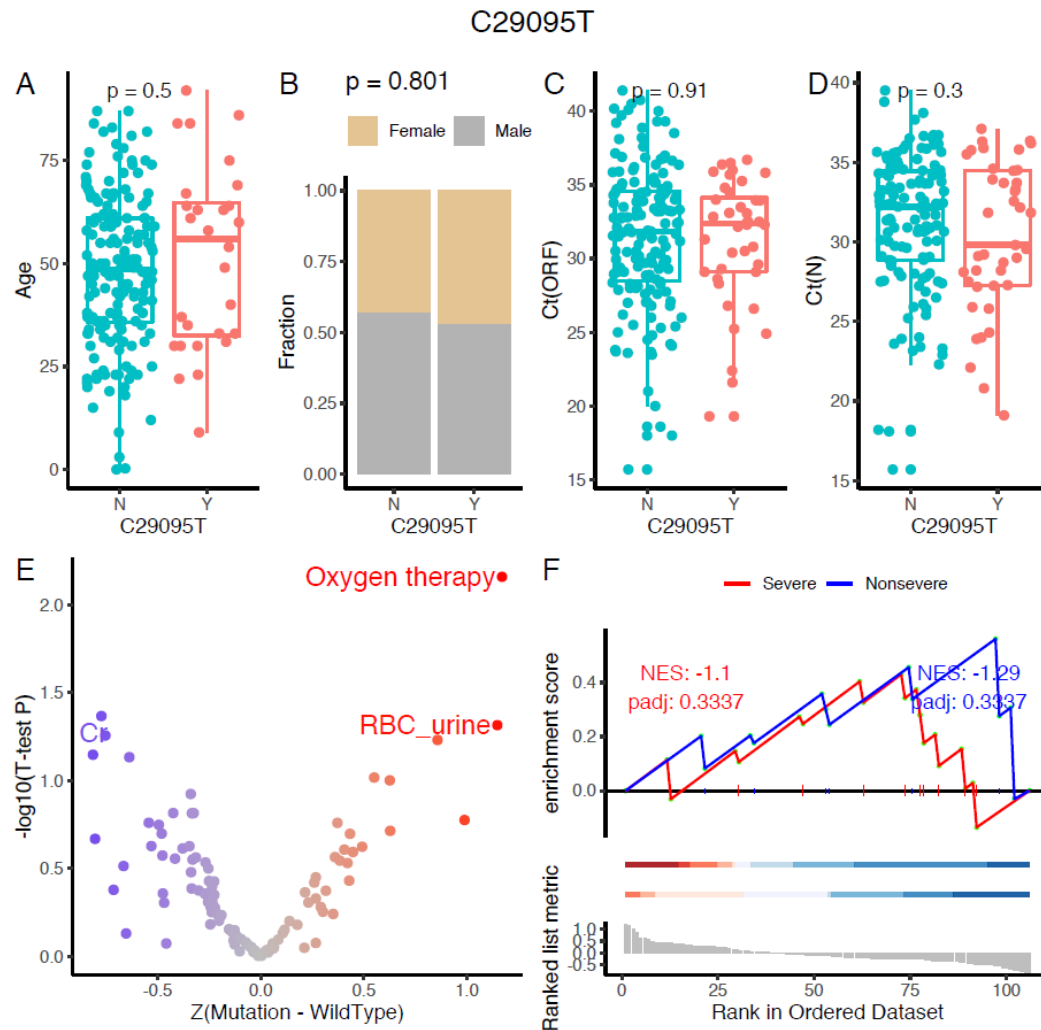 C29095T
A
p = 0.5
Age
75
50
25
0
N
Y
C29095T
B
p = 0.801
Female
Male
Fraction
1.00
0.75
0.50
0.25
0.00
N
Y
C29095T
C
p = 0.91
Ct(ORF)
40
35
30
25
20
15
N
Y
C29095T
D
p = 0.3
Ct(N)
40
35
30
25
20
15
N
Y
C29095T
E
Oxygen therapy
RBC_urine
Cr
-log10(T-test P)
2.0
1.5
1.0
0.5
0.0
-0.5
0.0
0.5
1.0
Z(Mutation - WildType)
F
Severe
Nonsevere
enrichment score
0.4
0.2
0.0
NES: -1.1
padj: 0.3337
NES: -1.29
padj: 0.3337
Ranked list metric
1.0
0.5
0.0
-0.5
0
25
50
75
100
Rank in Ordered Dataset